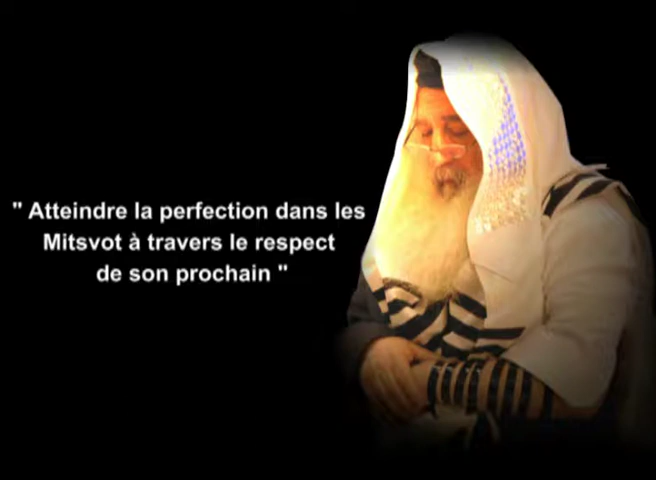 " Atteindre la perfection dans les
Mitsvot à travers le respect
de son prochain "